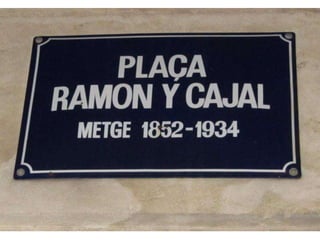 PLAÇA
RAMON Y CAJAL
METGE 1852-1934